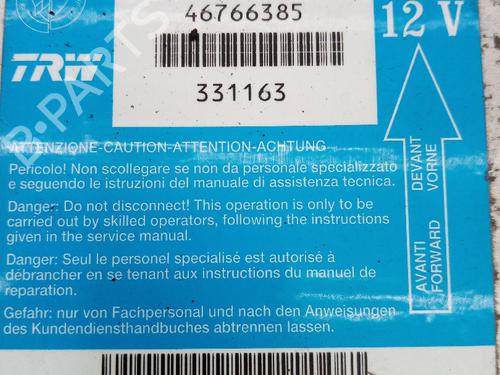 46766385
12 V
TRW
331163
ATTENZIONE-CAUTION-ATTENTION-ACHTUNG
Pericolo! Non scollegare se non da personale specializzato
e seguendo le istruzioni del manuale di assistenza tecnica.
Danger: Do not disconnect! This operation is only to be
carried out by skilled operators, following the instructions
given in the service manual.
Danger: Seul le personel spécialisé est autorisé à
débrancher en se tenant aux instructions du manuel de
reparation.
Gefahr: nur von Fachpersonal und nach den Anweisungen
des Kundendiensthandbuches abtrennen lassen.
AVANTI DEVANT
FORWARD VORNE
B-PARTS